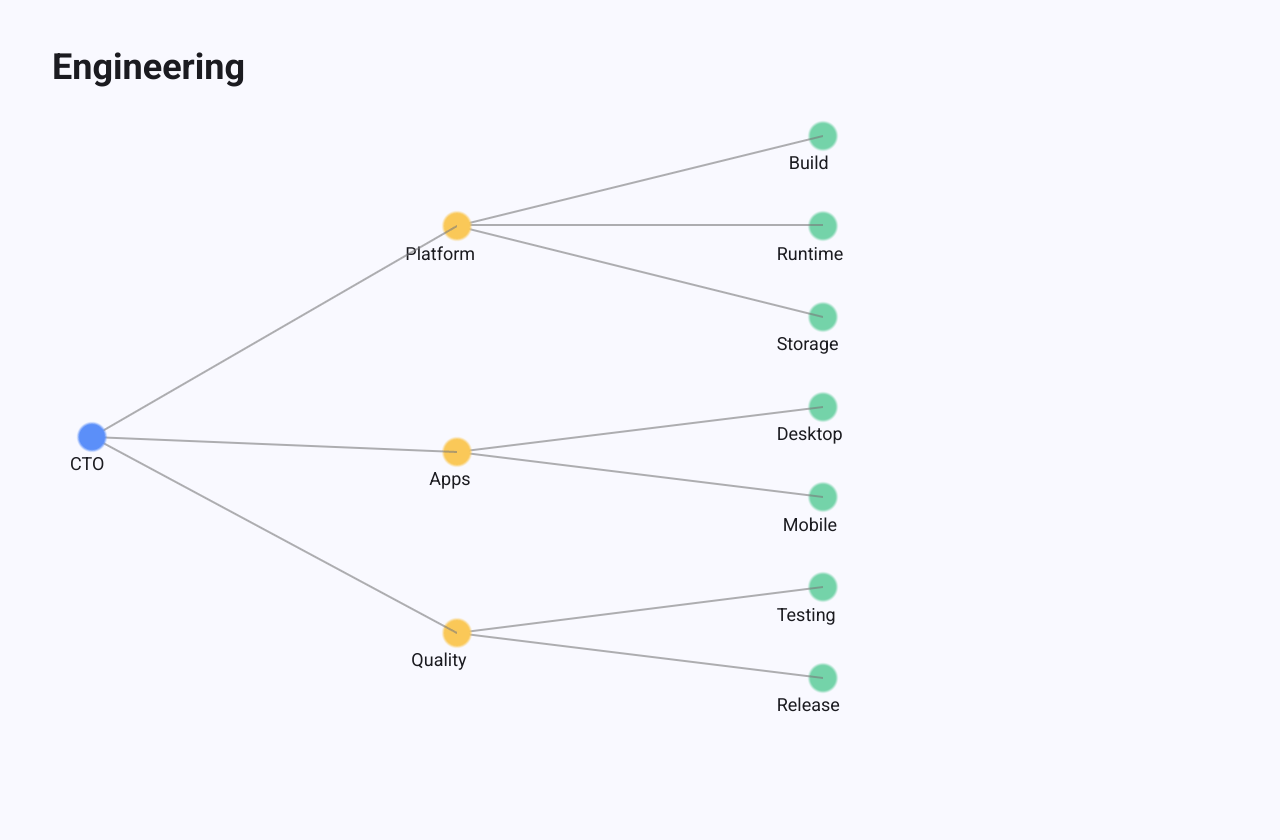 Engineering
Build
Platform
Runtime
Storage
CTO
Apps
Desktop
Mobile
Quality
Testing
Release